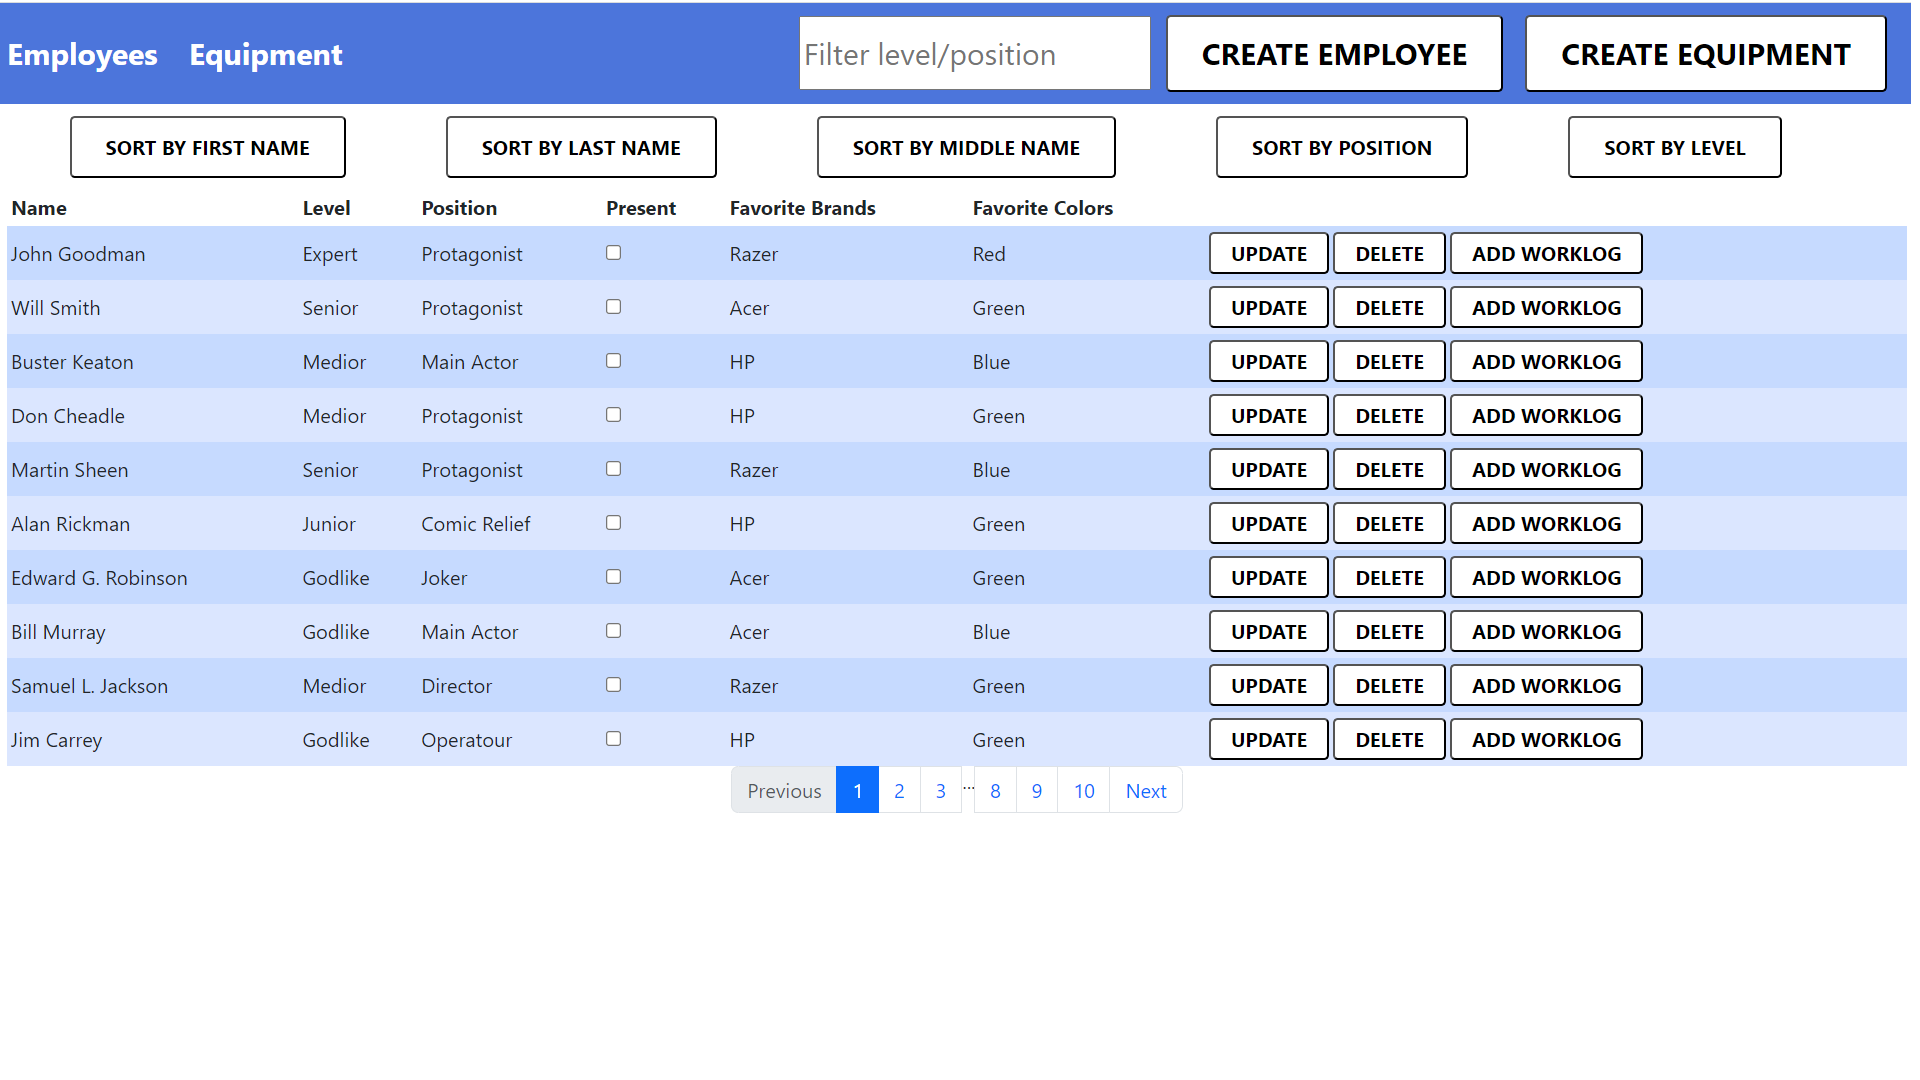 Employees Equipment Filter level/position CREATE EMPLOYEE CREATE EQUIPMENT
SORT BY FIRST NAME SORT BY LAST NAME SORT BY MIDDLE NAME SORT BY POSITION SORT BY LEVEL
Name Level Position Present Favorite Brands Favorite Colors
John Goodman Expert Protagonist Razer Red UPDATE DELETE ADD WORKLOG
Will Smith Senior Protagonist Acer Green UPDATE DELETE ADD WORKLOG
Buster Keaton Medior Main Actor HP Blue UPDATE DELETE ADD WORKLOG
Don Cheadle Medior Protagonist HP Green UPDATE DELETE ADD WORKLOG
Martin Sheen Senior Protagonist Razer Blue UPDATE DELETE ADD WORKLOG
Alan Rickman Junior Comic Relief HP Green UPDATE DELETE ADD WORKLOG
Edward G. Robinson Godlike Joker Acer Green UPDATE DELETE ADD WORKLOG
Bill Murray Godlike Main Actor Acer Blue UPDATE DELETE ADD WORKLOG
Samuel L. Jackson Medior Director Razer Green UPDATE DELETE ADD WORKLOG
Jim Carrey Godlike Operatour HP Green UPDATE DELETE ADD WORKLOG
Previous 1 2 3 ... 8 9 10 Next